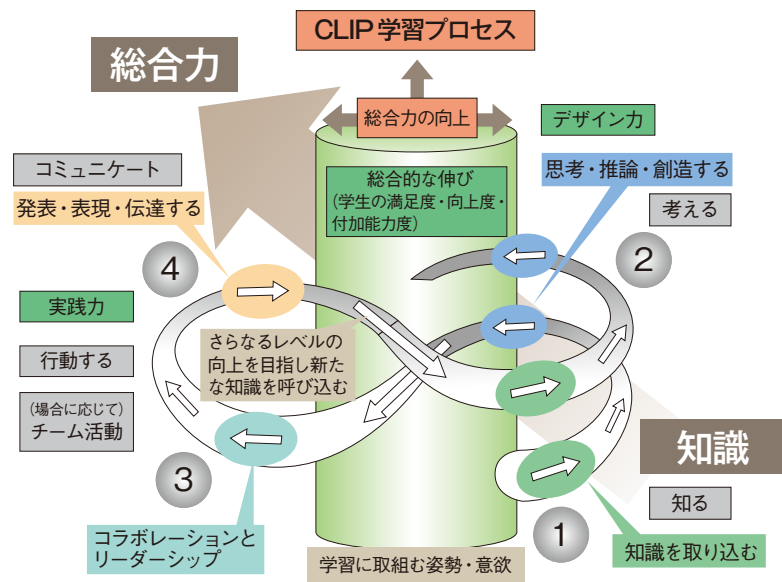 CLIP 学習プロセス
総合力
総合力の向上
デザイン力
コミュニケート
総合的な伸び
(学生の満足度・向上度・
付加能力度)
思考・推論・創造する
発表・表現・伝達する
考える
4
2
実践力
さらなるレベルの
向上を目指し新た
な知識を呼び込む
行動する
(場合に応じて)
チーム活動
知識
3
知る
1
コラボレーションと
リーダーシップ
学習に取組む姿勢・意欲
知識を取り込む